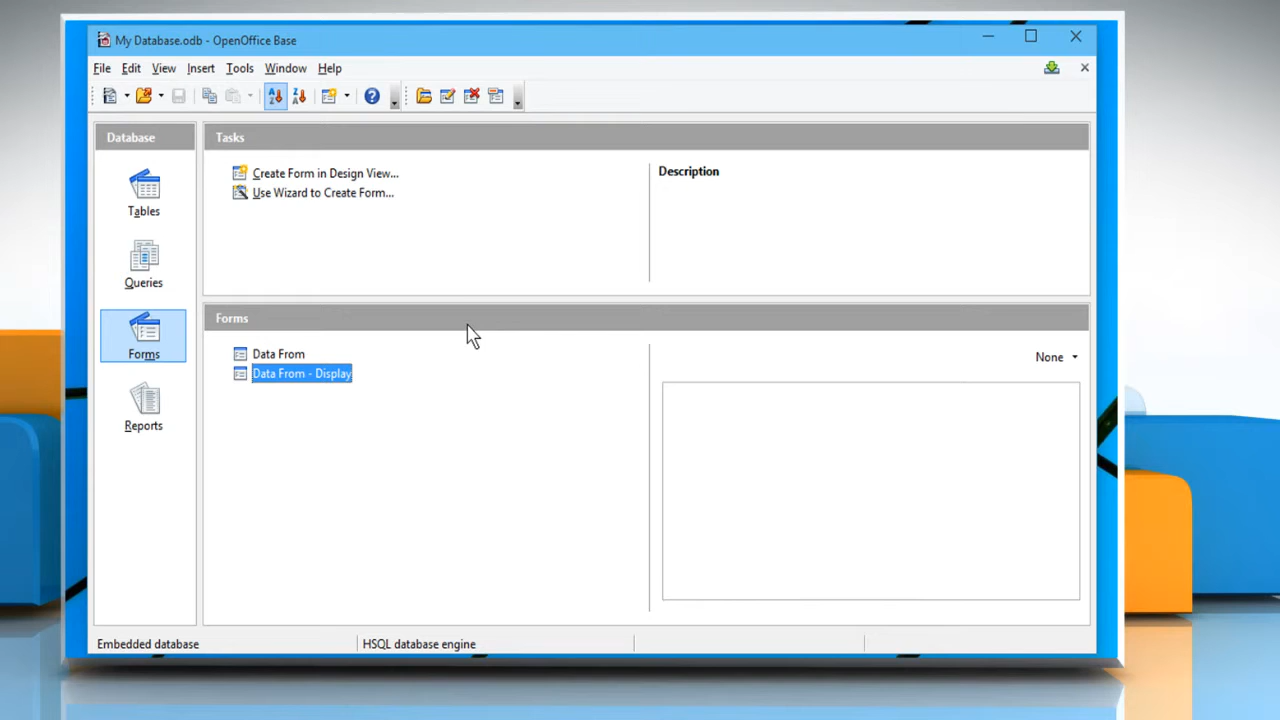 My Database.odb - OpenOffice Base
File Edit View Insert Tools Window Help
Database
Tasks
Create Form in Design View...
Use Wizard to Create Form...
Description
Tables
Queries
Forms
Reports
Forms
Data From
Data From - Display
None
Embedded database
HSQL database engine